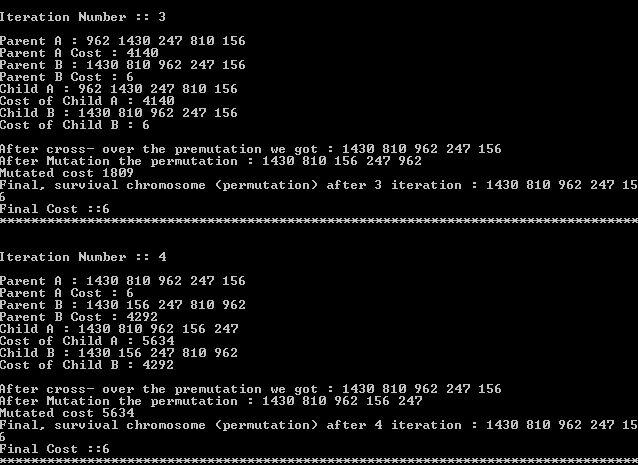 Iteration Number :: 3
Parent A : 962 1430 247 810 156
Parent A Cost : 4140
Parent B : 1430 810 962 247 156
Parent B Cost : 6
Child A : 962 1430 247 810 156
Cost of Child A : 4140
Child B : 1430 810 962 247 156
Cost of Child B : 6
After cross- over the premutation we got : 1430 810 962 247 156
After Mutation the permutation : 1430 810 156 247 962
Mutated cost 1809
Final, survival chromosome (permutation) after 3 iteration : 1430 810 962 247 15
6
Final Cost ::6
********************************************************************************
Iteration Number :: 4
Parent A : 1430 810 962 247 156
Parent A Cost : 6
Parent B : 1430 156 247 810 962
Parent B Cost : 4292
Child A : 1430 810 962 156 247
Cost of Child A : 5634
Child B : 1430 156 247 810 962
Cost of Child B : 4292
After cross- over the premutation we got : 1430 810 962 247 156
After Mutation the permutation : 1430 810 962 156 247
Mutated cost 5634
Final, survival chromosome (permutation) after 4 iteration : 1430 810 962 247 15
6
Final Cost ::6
********************************************************************************